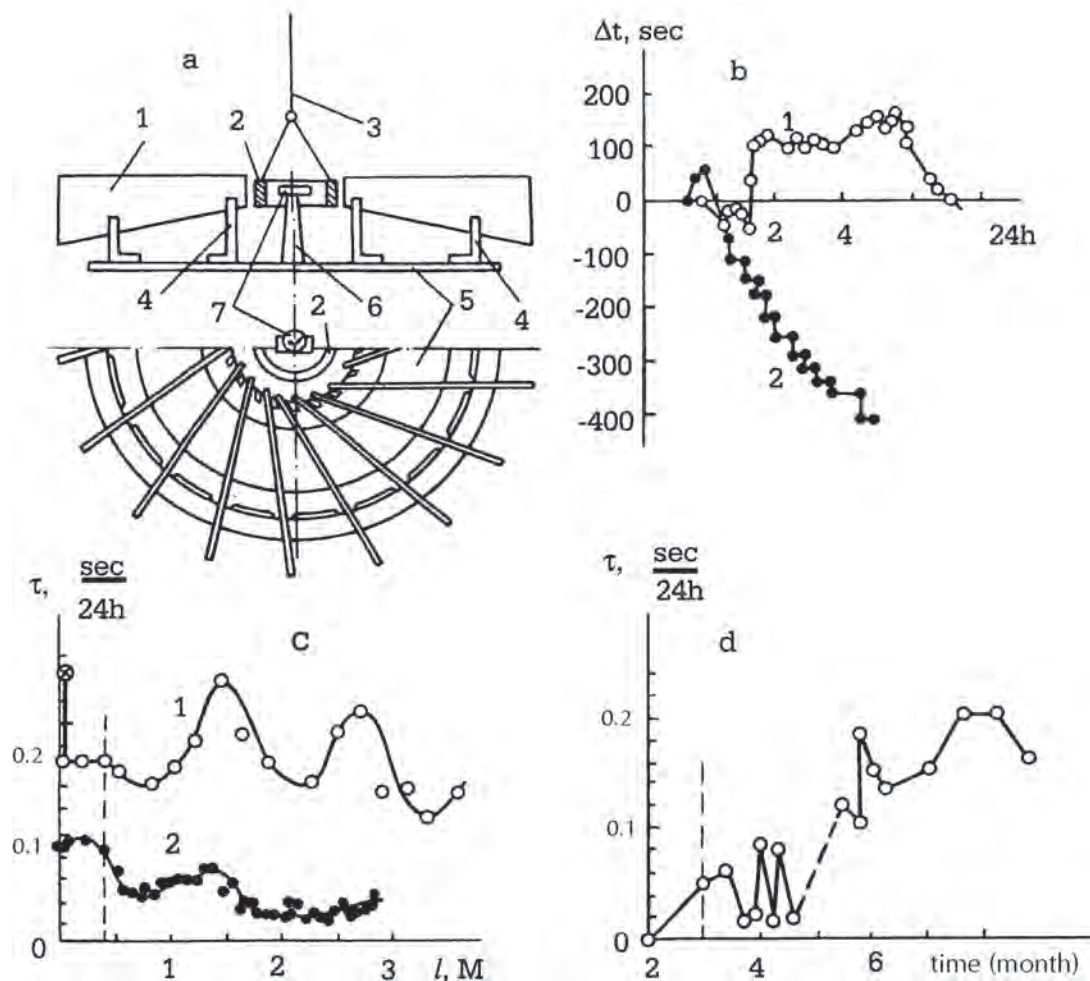 a
1 2 3
4 7 6 2 5 4
Δt, sec
b
200
100
0
-100
-200
-300
-400
1
2 4 24h
2
τ, sec
24h
c
0.2
0.1
0
1
2
1 2 3 l, M
τ, sec
24h
d
0.2
0.1
0
2 4 6 time (month)